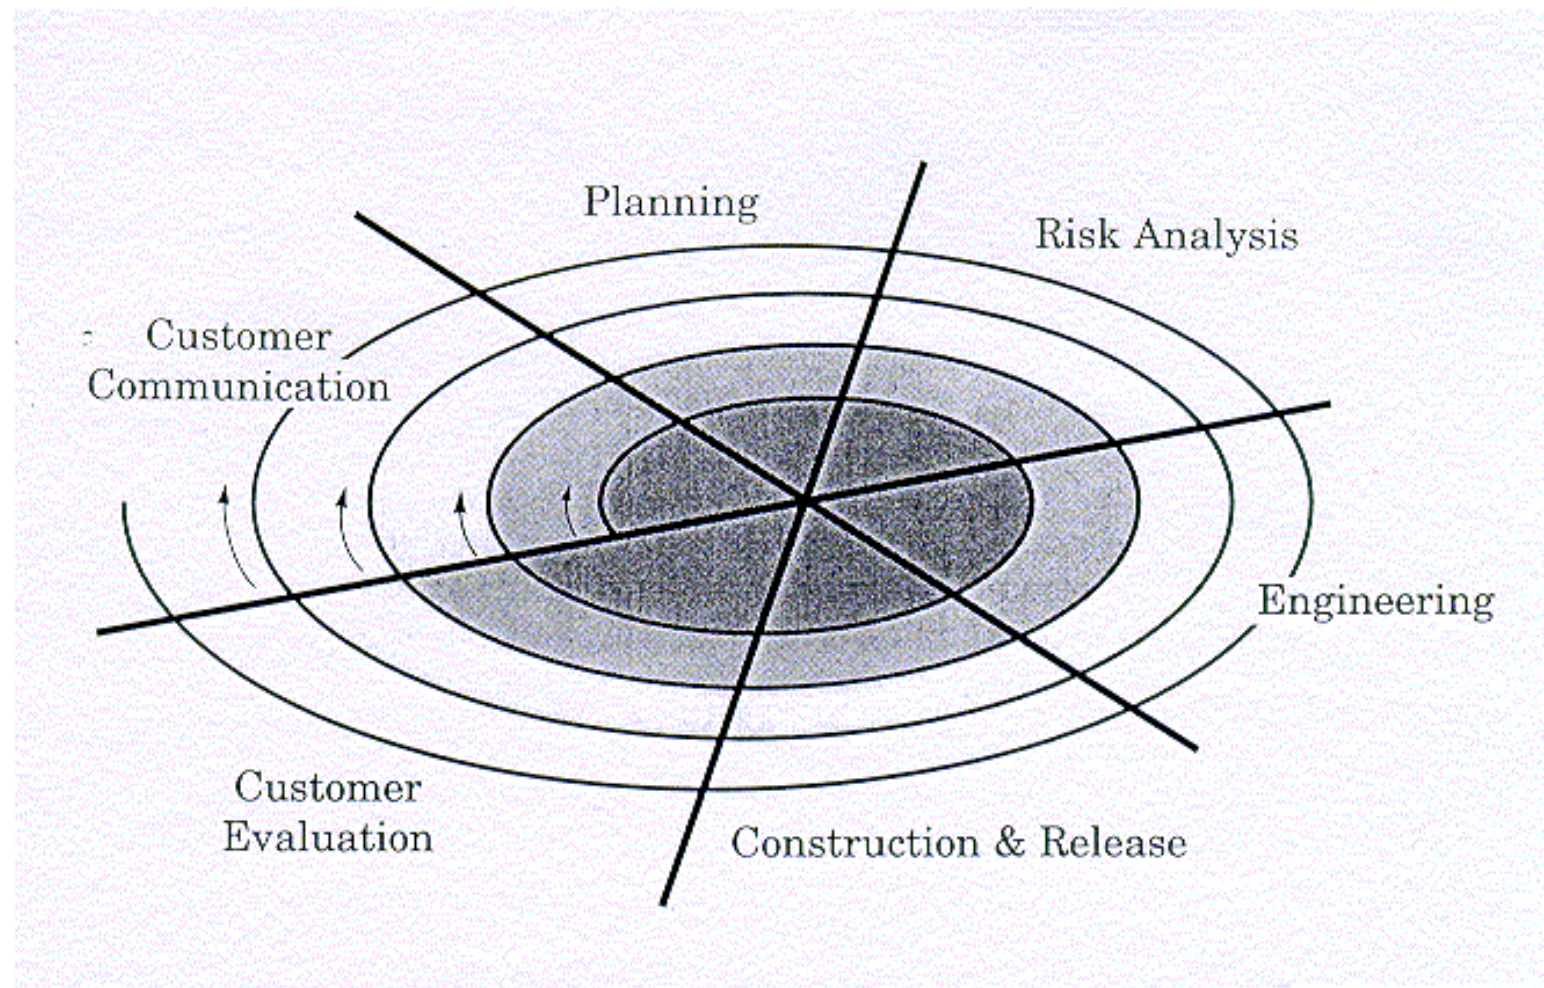 Planning
Risk Analysis
Customer
Communication
Engineering
Customer
Evaluation
Construction & Release